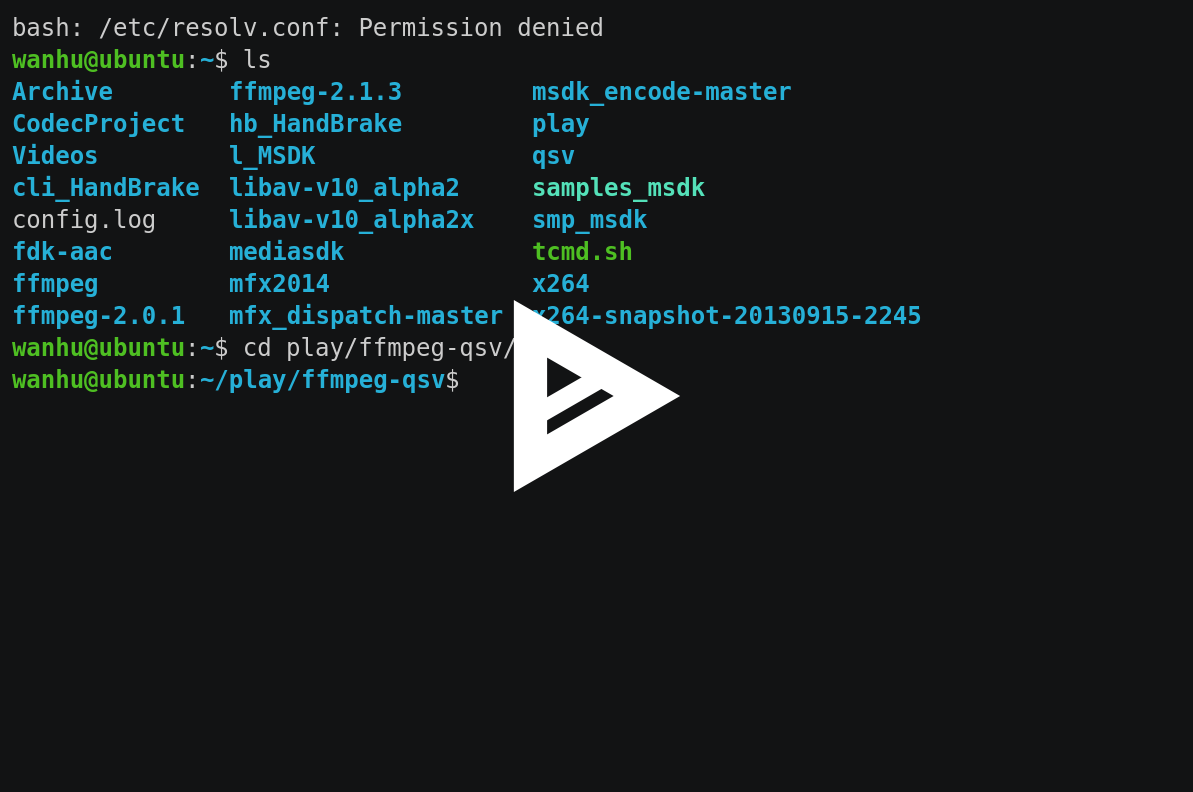 bash: /etc/resolv.conf: Permission denied
wanhu@ubuntu:~$ ls
Archive ffmpeg-2.1.3 msdk_encode-master
CodecProject hb_HandBrake play
Videos l_MSDK qsv
cli_HandBrake libav-v10_alpha2 samples_msdk
config.log libav-v10_alpha2x smp_msdk
fdk-aac mediasdk tcmd.sh
ffmpeg mfx2014 x264
ffmpeg-2.0.1 mfx_dispatch-master x264-snapshot-20130915-2245
wanhu@ubuntu:~$ cd play/ffmpeg-qsv/
wanhu@ubuntu:~/play/ffmpeg-qsv$